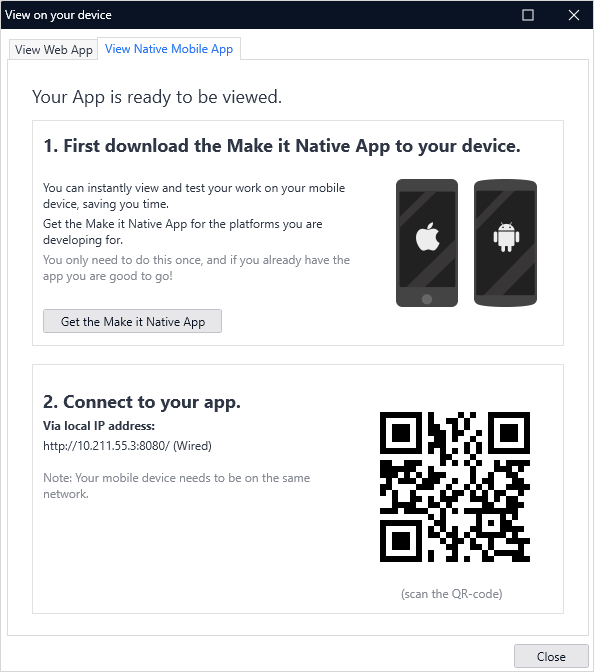 View on your device
View Web App
View Native Mobile App
Your App is ready to be viewed.
1. First download the Make it Native App to your device.
You can instantly view and test your work on your mobile
device, saving you time.
Get the Make it Native App for the platforms you are
developing for.
You only need to do this once, and if you already have the
app you are good to go!
Get the Make it Native App
2. Connect to your app.
Via local IP address:
http://10.211.55.3:8080/ (Wired)
Note: Your mobile device needs to be on the same
network.
(scan the QR-code)
Close